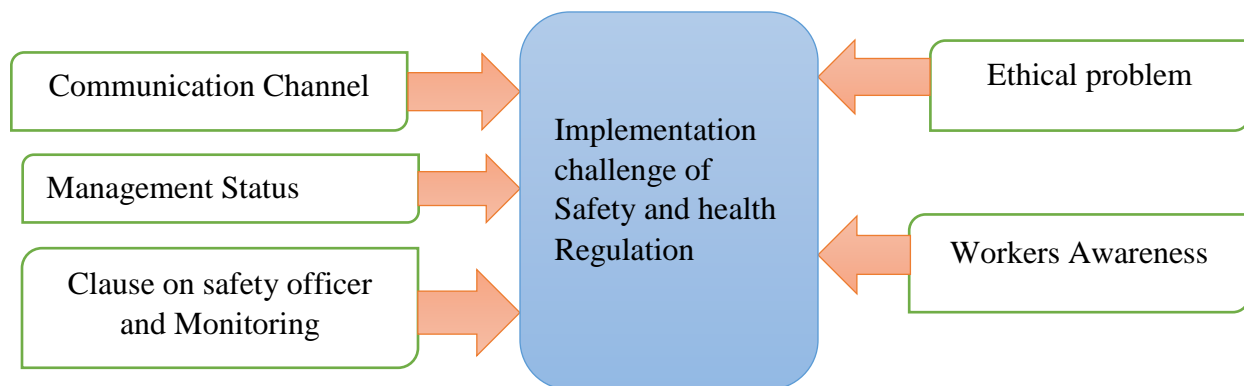 Communication Channel
Management Status
Clause on safety officer
and Monitoring
Implementation
challenge of
Safety and health
Regulation
Ethical problem
Workers Awareness